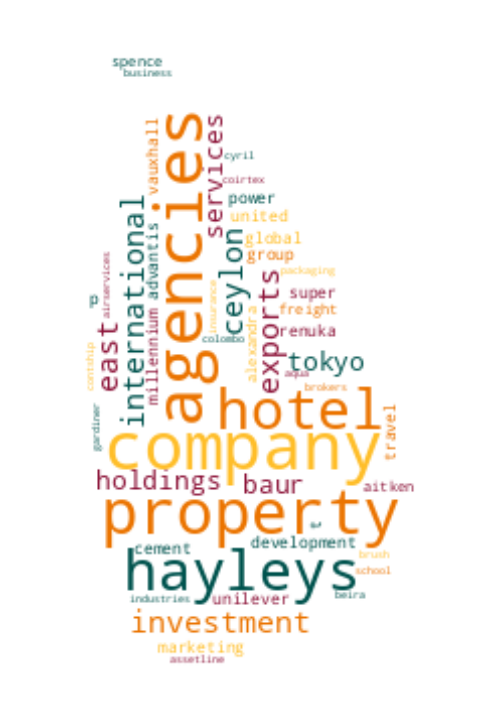 spence
business
vauxhall
agencies
services
cyril
coirtex
power
united
international
advantis
ceylon
global
group
packaging
airservices
insurance
exports
super
freight
millennium
alexandra
east
renuka
colombo
tokyo
contship
aqua
brokers
hotel
gardiner
travel
company
holdings
baur
aitken
property
development
cement
brush
hayleys
school
industries
unilever
beira
investment
marketing
assetline